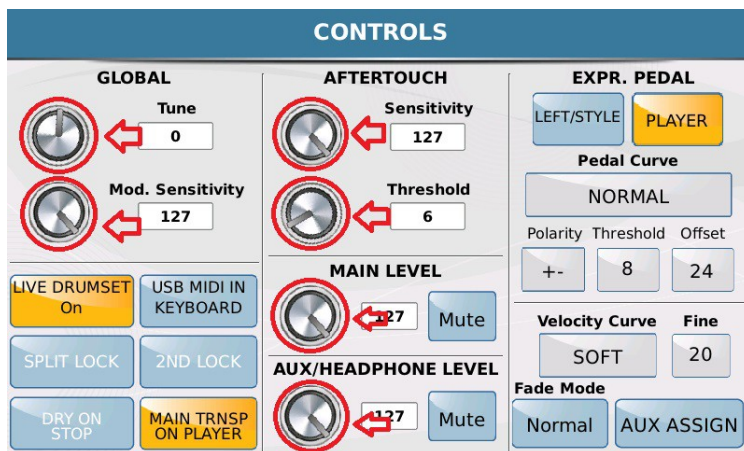 CONTROLS
GLOBAL
Tune
0
Mod. Sensitivity
127
LIVE DRUMSET
On
USB MIDI IN
KEYBOARD
SPLIT LOCK
2ND LOCK
DRY ON
STOP
MAIN TRNSP
ON PLAYER
AFTERTOUCH
Sensitivity
127
Threshold
6
MAIN LEVEL
127
Mute
AUX/HEADPHONE LEVEL
127
Mute
EXPR. PEDAL
LEFT/STYLE
PLAYER
Pedal Curve
NORMAL
Polarity Threshold Offset
+- 8 24
Velocity Curve Fine
SOFT 20
Fade Mode
Normal
AUX ASSIGN